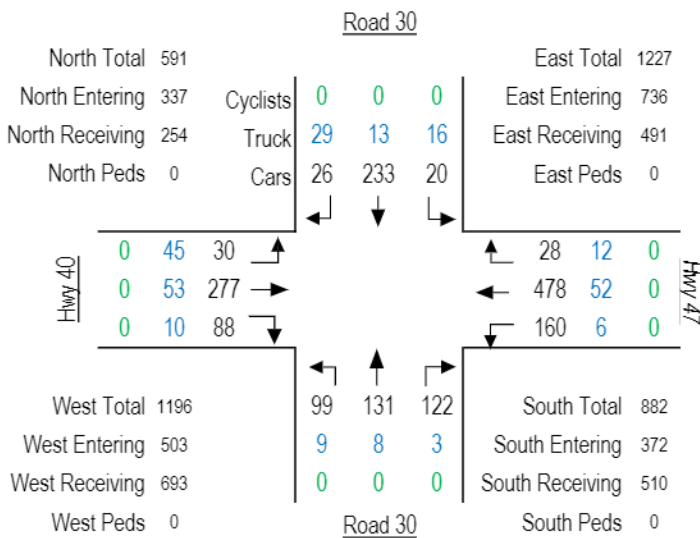 Road 30
North Total 591
East Total 1227
North Entering 337
Cyclists 0 0 0
East Entering 736
North Receiving 254
Truck 29 13 16
East Receiving 491
North Peds 0
Cars 26 233 20
East Peds 0
Hwy 40
0 45 30
0 53 277
0 10 88
28 12 0
478 52 0
160 6 0
Hwy 47
West Total 1196
99 131 122
South Total 882
West Entering 503
9 8 3
South Entering 372
West Receiving 693
0 0 0
South Receiving 510
West Peds 0
Road 30
South Peds 0